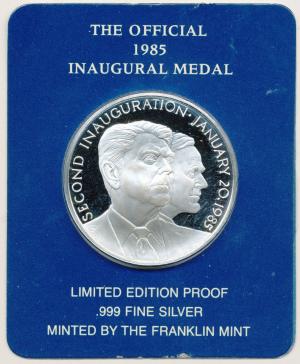 THE OFFICIAL
1985
INAUGURAL MEDAL
SECOND INAUGURATION · JANUARY 20, 1985
LIMITED EDITION PROOF
.999 FINE SILVER
MINTED BY THE FRANKLIN MINT